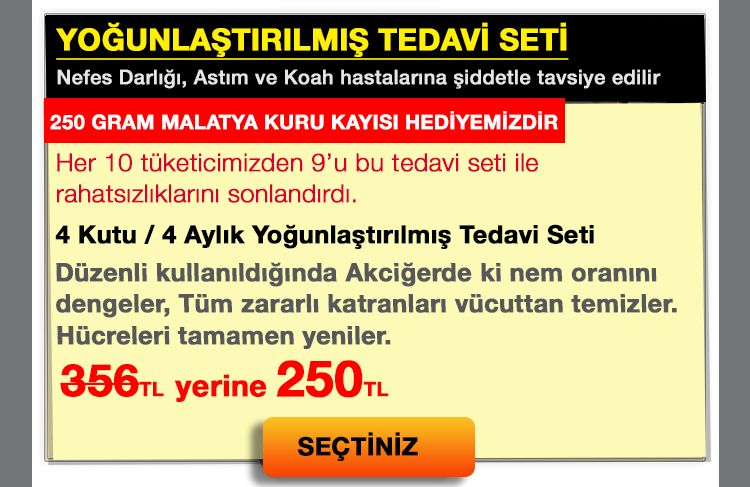 YOĞUNLAŞTIRILMIŞ TEDAVİ SETİ
Nefes Darlığı, Astım ve Koah hastalarına şiddetle tavsiye edilir
250 GRAM MALATYA KURU KAYISI HEDİYEMİZDİR
Her 10 tüketicimizden 9’u bu tedavi seti ile
rahatsızlıklarını sonlandırdı.
4 Kutu / 4 Aylık Yoğunlaştırılmış Tedavi Seti
Düzenli kullanıldığında Akciğerde ki nem oranını
dengeler, Tüm zararlı katranları vücuttan temizler.
Hücreleri tamamen yeniler.
356TL yerine 250TL
SEÇTİNİZ